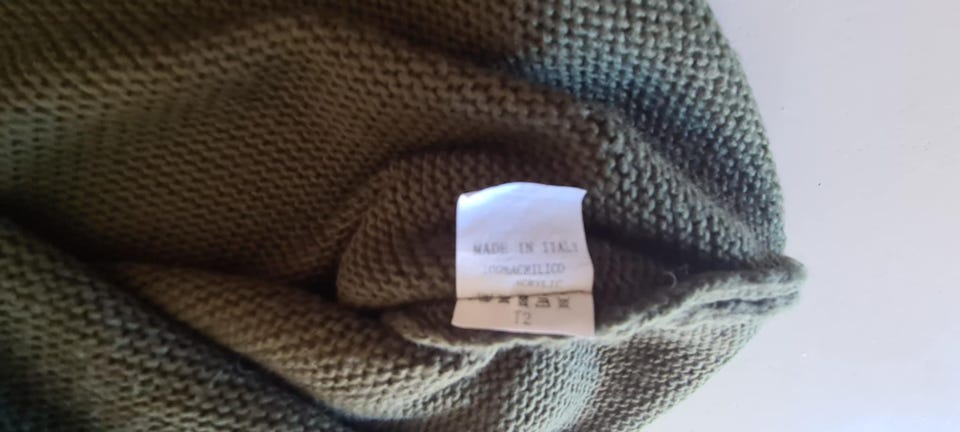 MADE IN ITALY
100%ACRILICO
ACRYLIC
T2